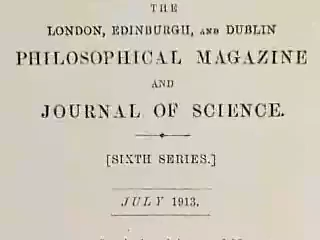 THE
LONDON, EDINBURGH, AND DUBLIN
PHILOSOPHICAL MAGAZINE
AND
JOURNAL OF SCIENCE.
[SIXTH SERIES.]
JULY 1913.